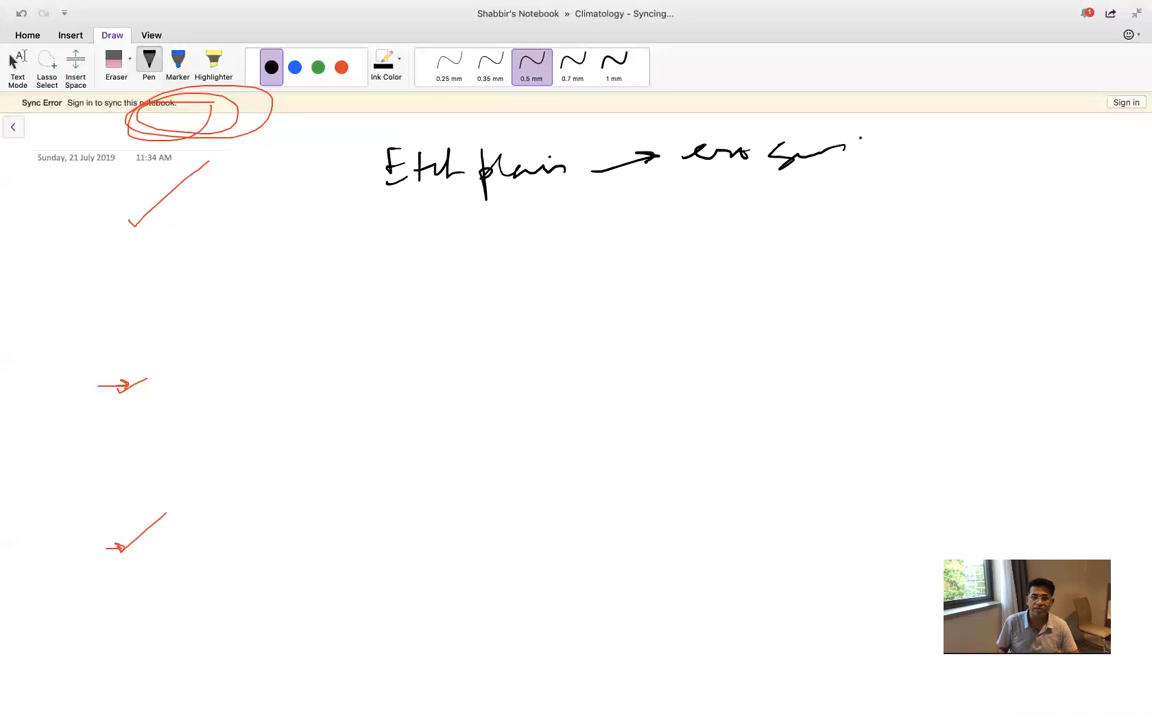 Shabbir's Notebook » Climatology - Syncing...
1
Home Insert Draw View
Text Mode
Lasso Select
Insert Space
Eraser
Pen
Marker
Highlighter
Ink Color
0.25 mm 0.35 mm 0.5 mm 0.7 mm 1 mm
Sync Error Sign in to sync this notebook. Sign in
Sunday, 21 July 2019 11:34 AM
Etch plain →